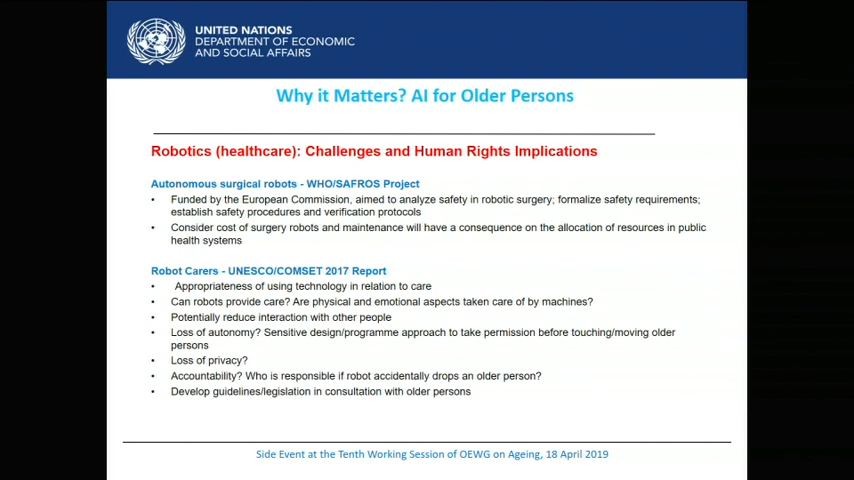 UNITED NATIONS
DEPARTMENT OF ECONOMIC
AND SOCIAL AFFAIRS
Why it Matters? AI for Older Persons
Robotics (healthcare): Challenges and Human Rights Implications
Autonomous surgical robots - WHO/SAFROS Project
• Funded by the European Commission, aimed to analyze safety in robotic surgery; formalize safety requirements;
establish safety procedures and verification protocols
• Consider cost of surgery robots and maintenance will have a consequence on the allocation of resources in public
health systems
Robot Carers - UNESCO/COMSET 2017 Report
• Appropriateness of using technology in relation to care
• Can robots provide care? Are physical and emotional aspects taken care of by machines?
• Potentially reduce interaction with other people
• Loss of autonomy? Sensitive design/programme approach to take permission before touching/moving older
persons
• Loss of privacy?
• Accountability? Who is responsible if robot accidentally drops an older person?
• Develop guidelines/legislation in consultation with older persons
Side Event at the Tenth Working Session of OEWG on Ageing, 18 April 2019